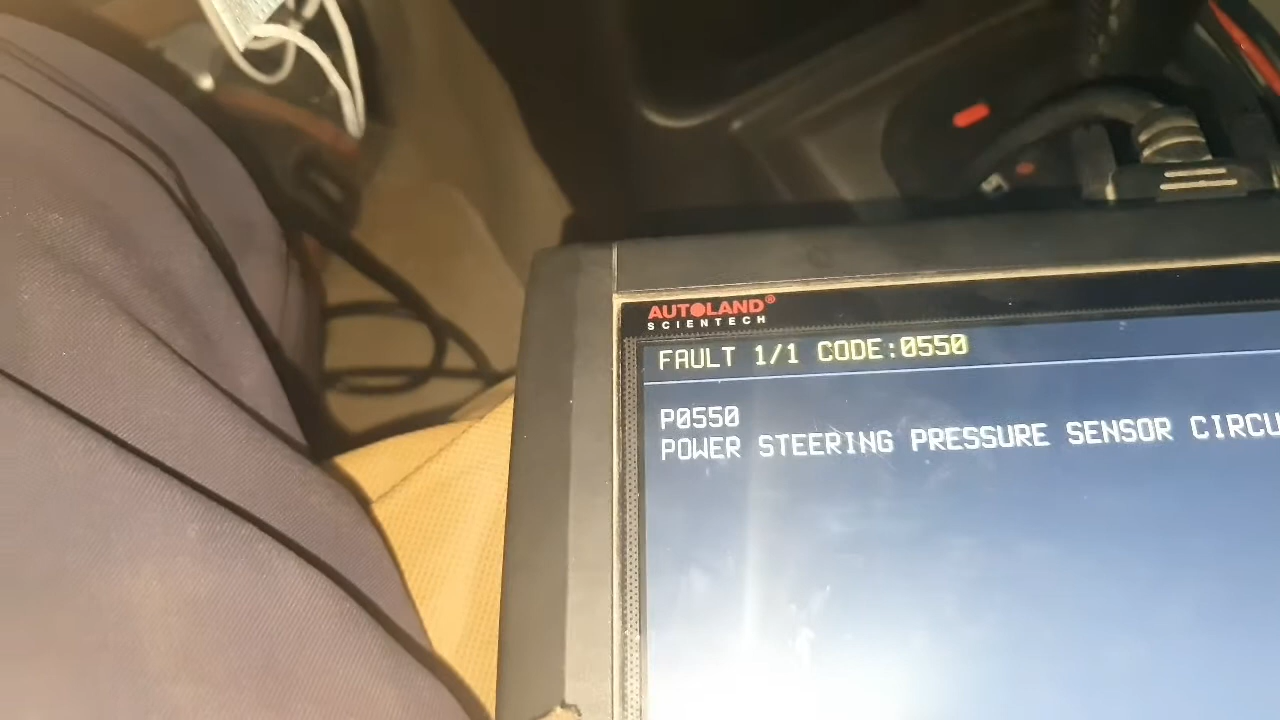 AUTOLAND®
SCIENTECH
FAULT 1/1 CODE:0550
P0550
POWER STEERING PRESSURE SENSOR CIRCU